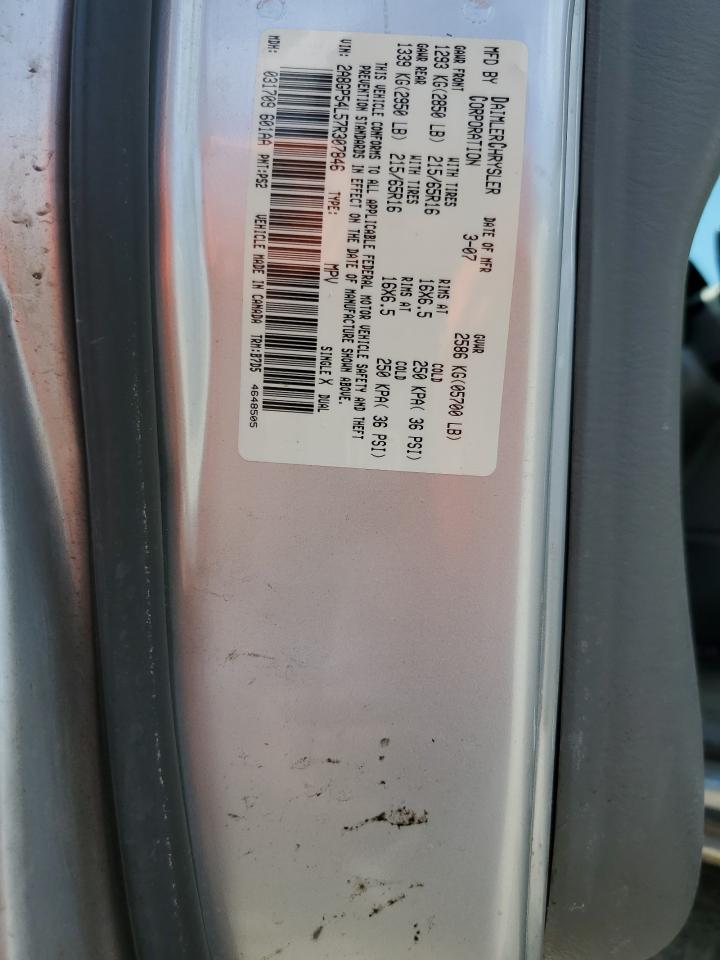 MFD BY DAIMLERCHRYSLER CORPORATION
DATE OF MFR 3-07
GVWR 2586 KG(05700 LB)
GAWR FRONT WITH TIRES RIMS AT COLD
1293 KG(2850 LB) 215/65R16 16X6.5 250 KPA( 36 PSI)
GAWR REAR WITH TIRES RIMS AT COLD
1339 KG(2950 LB) 215/65R16 16X6.5 250 KPA( 36 PSI)
THIS VEHICLE CONFORMS TO ALL APPLICABLE FEDERAL MOTOR VEHICLE SAFETY AND THEFT
PREVENTION STANDARDS IN EFFECT ON THE DATE OF MANUFACTURE SHOWN ABOVE.
VIN: 2A8GP54L57R307846 TYPE: MPV SINGLE X DUAL
MDH: 031709 601AA PNT:PS2 VEHICLE MADE IN CANADA TRM:B7D5 4648505